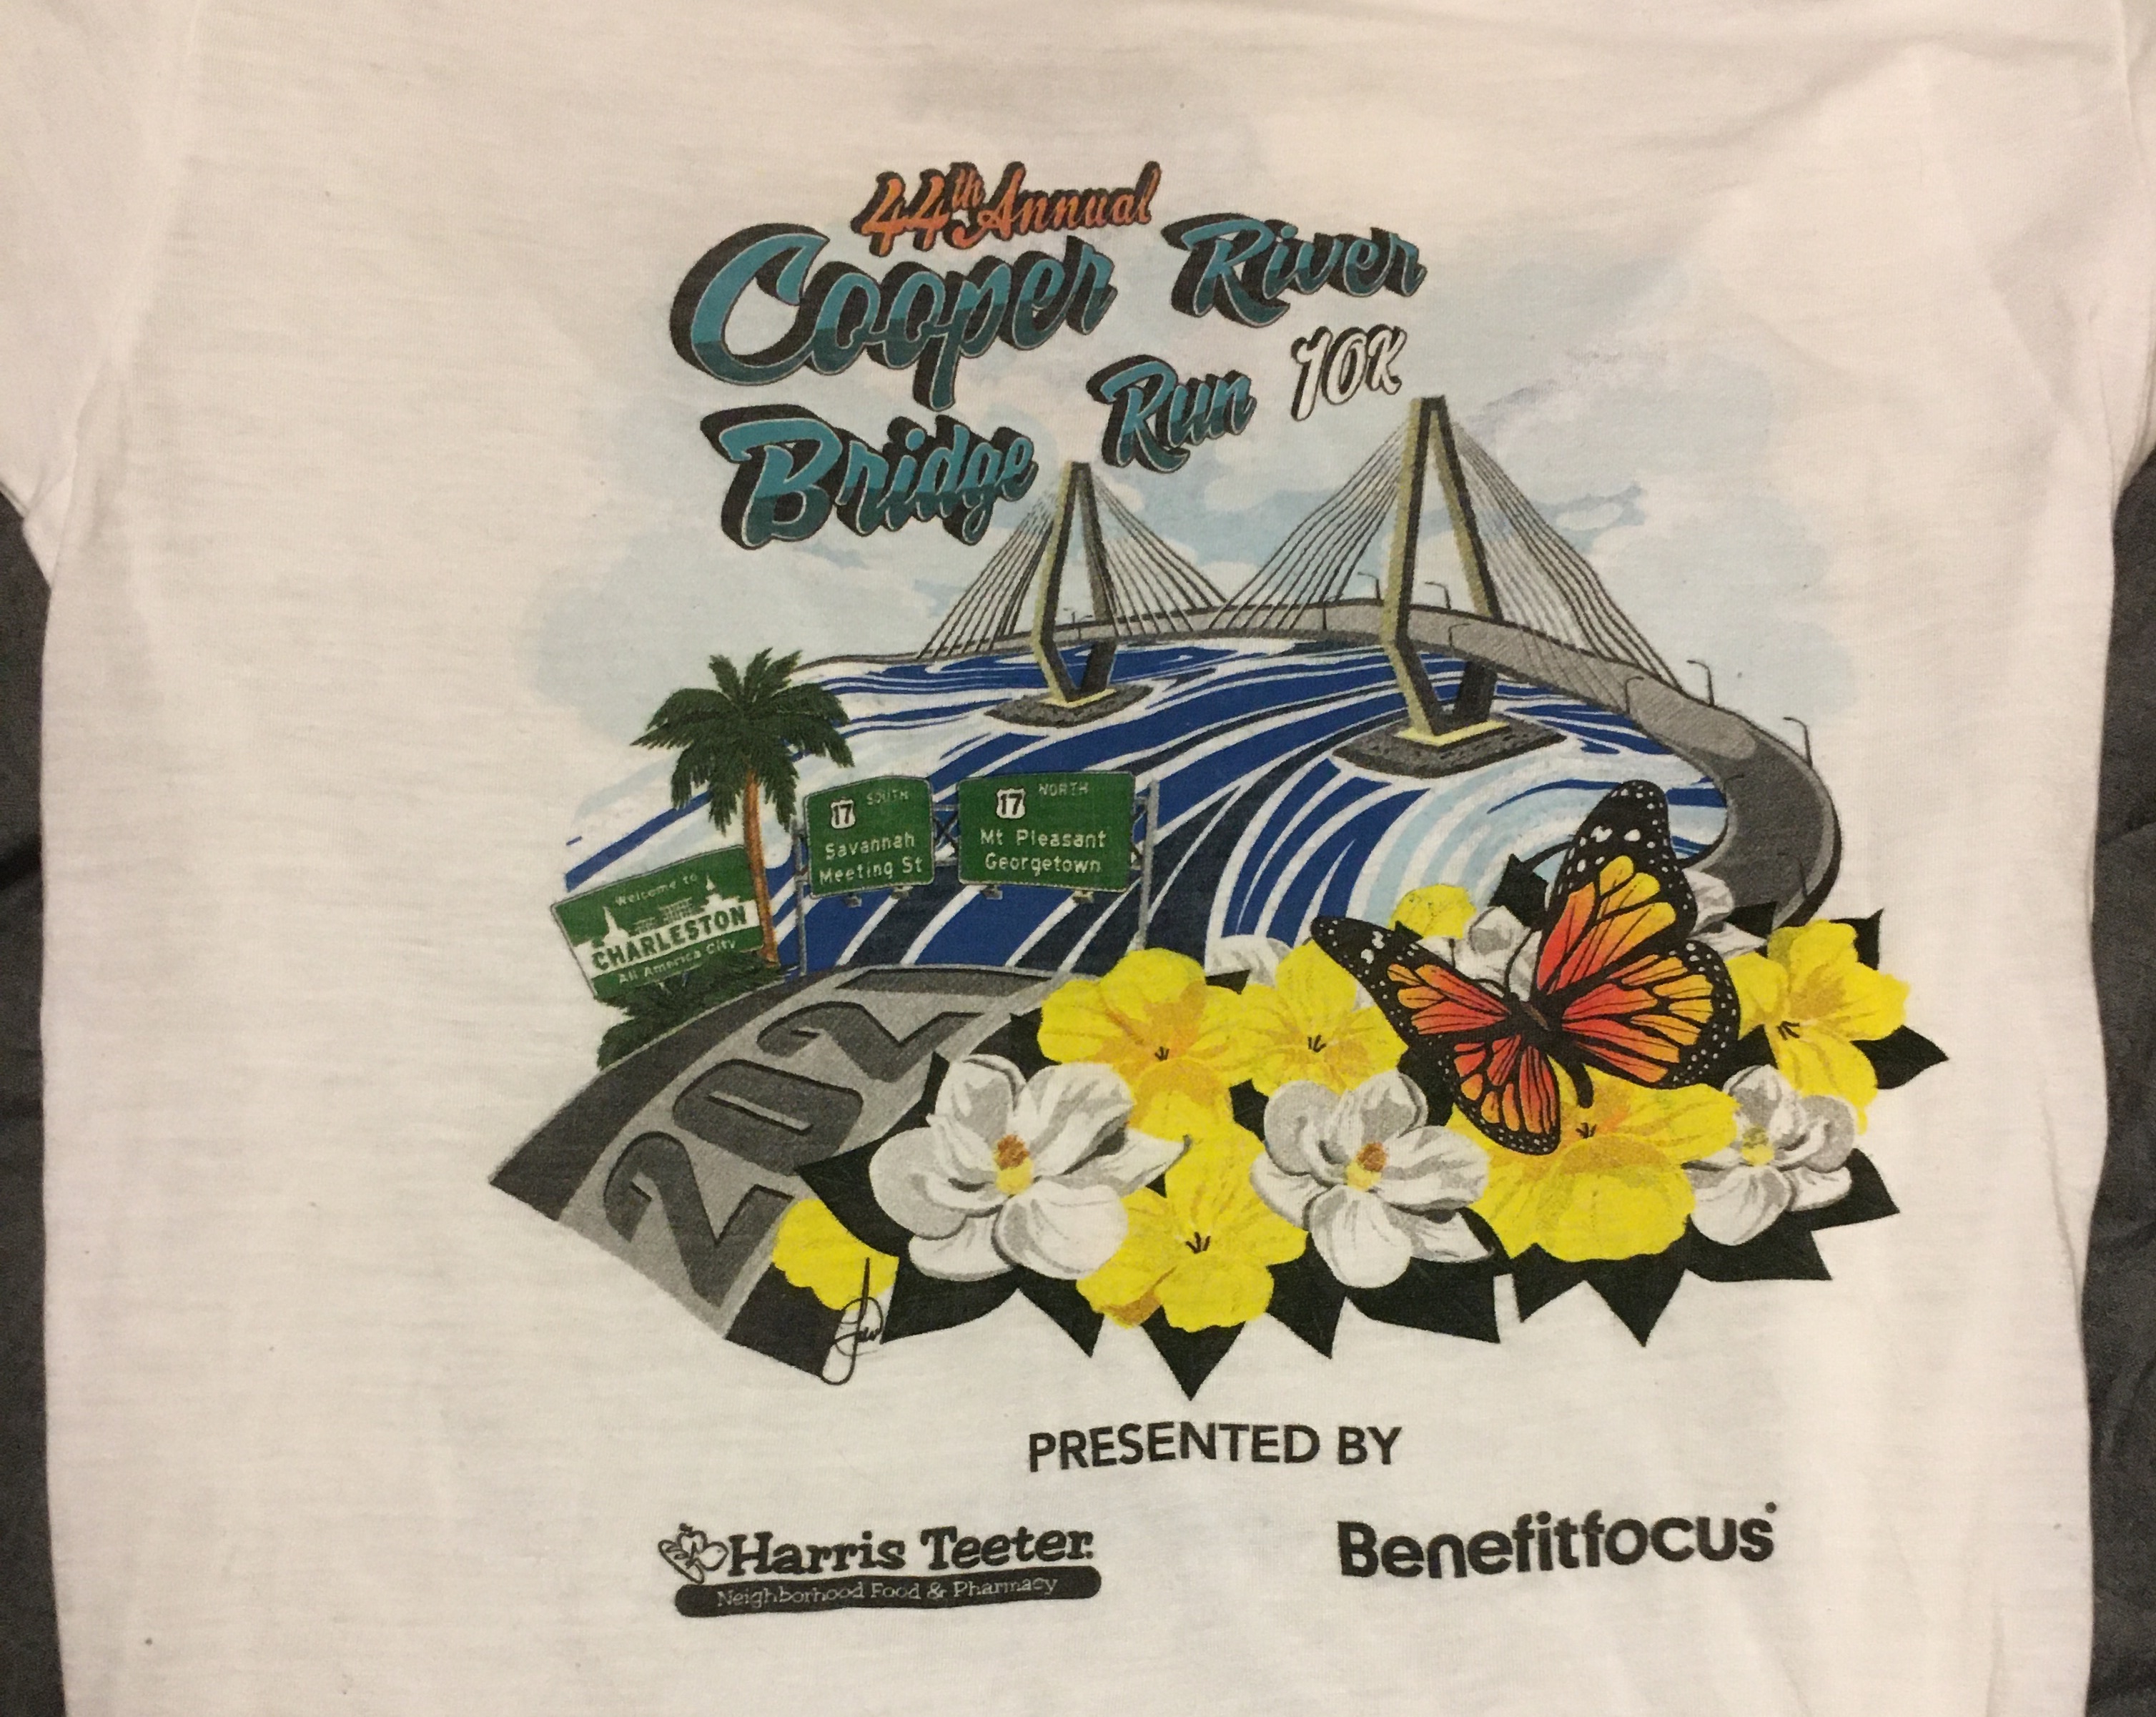 44th Annual
Cooper River
Bridge Run 10K
17 SOUTH
Savannah
Meeting St
17 NORTH
Mt Pleasant
Georgetown
Welcome to
CHARLESTON
All America City
2021
PRESENTED BY
Harris Teeter
Neighborhood Food & Pharmacy
Benefitfocus